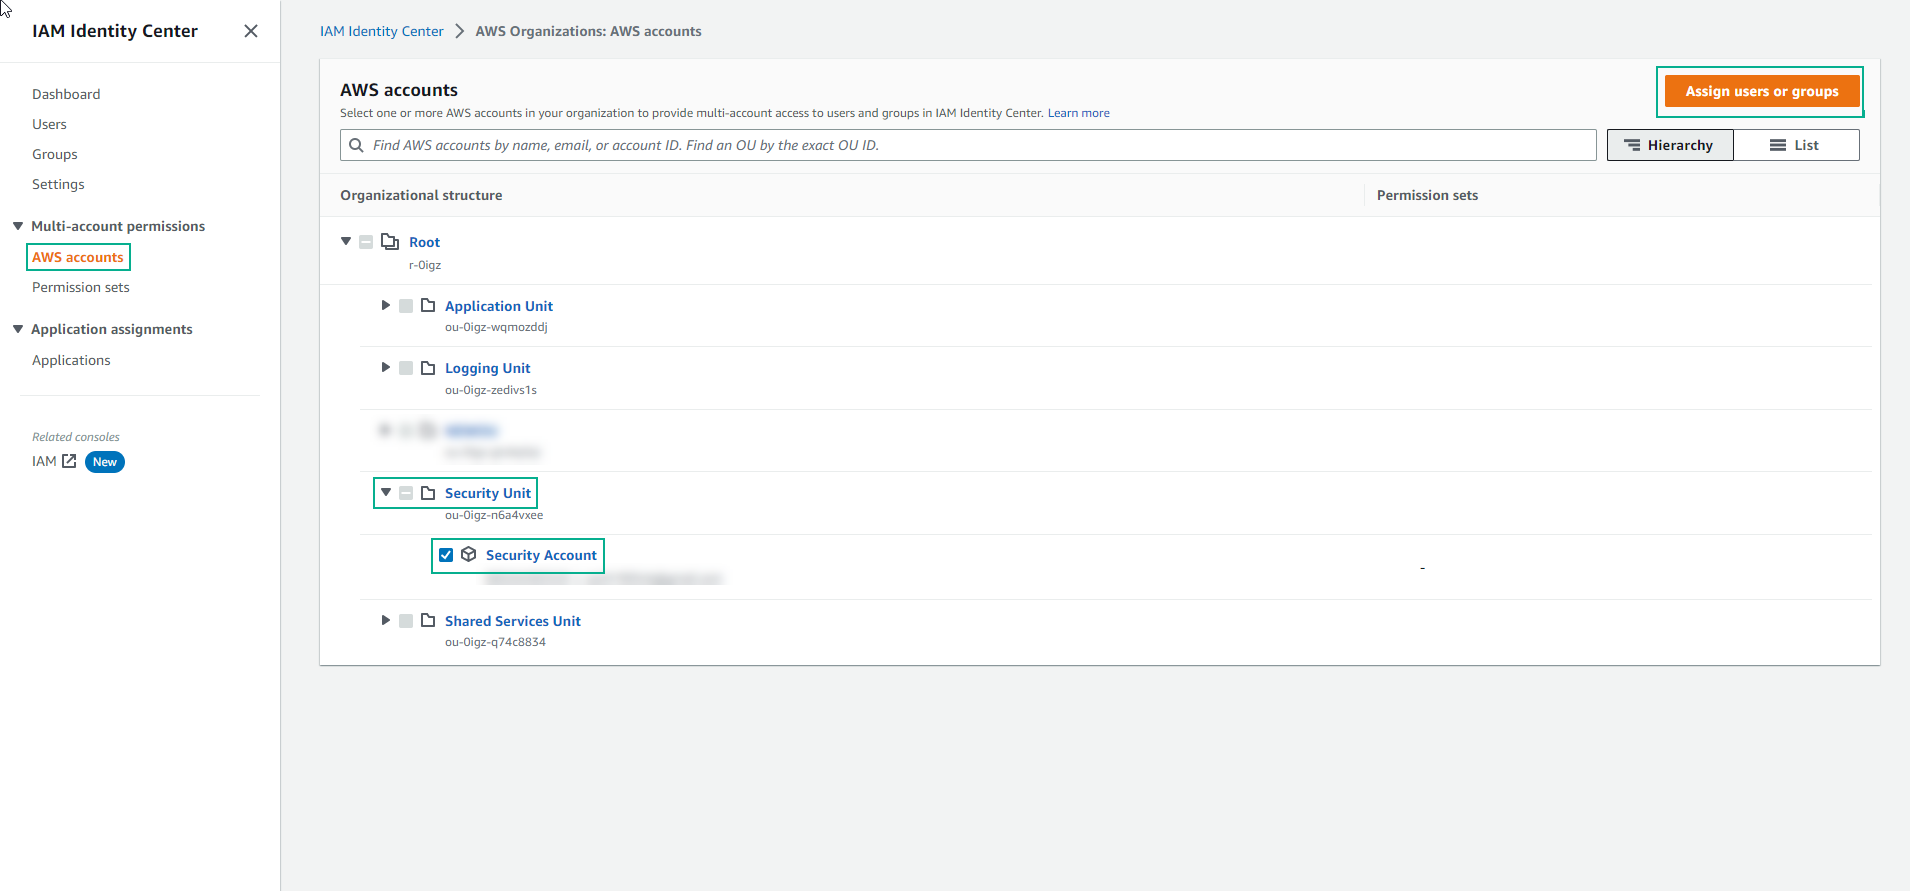 IAM Identity Center
Dashboard
Users
Groups
Settings
Multi-account permissions
AWS accounts
Permission sets
Application assignments
Applications
Related consoles
IAM New
IAM Identity Center AWS Organizations: AWS accounts
AWS accounts
Select one or more AWS accounts in your organization to provide multi-account access to users and groups in IAM Identity Center. Learn more
Assign users or groups
Find AWS accounts by name, email, or account ID. Find an OU by the exact OU ID.
Hierarchy
List
Organizational structure
Permission sets
Root
r-0igz
Application Unit
ou-0igz-wqmozddj
Logging Unit
ou-0igz-zedivs1s
Security Unit
ou-0igz-n6a4vxee
Security Account
-
Shared Services Unit
ou-0igz-q74c8834